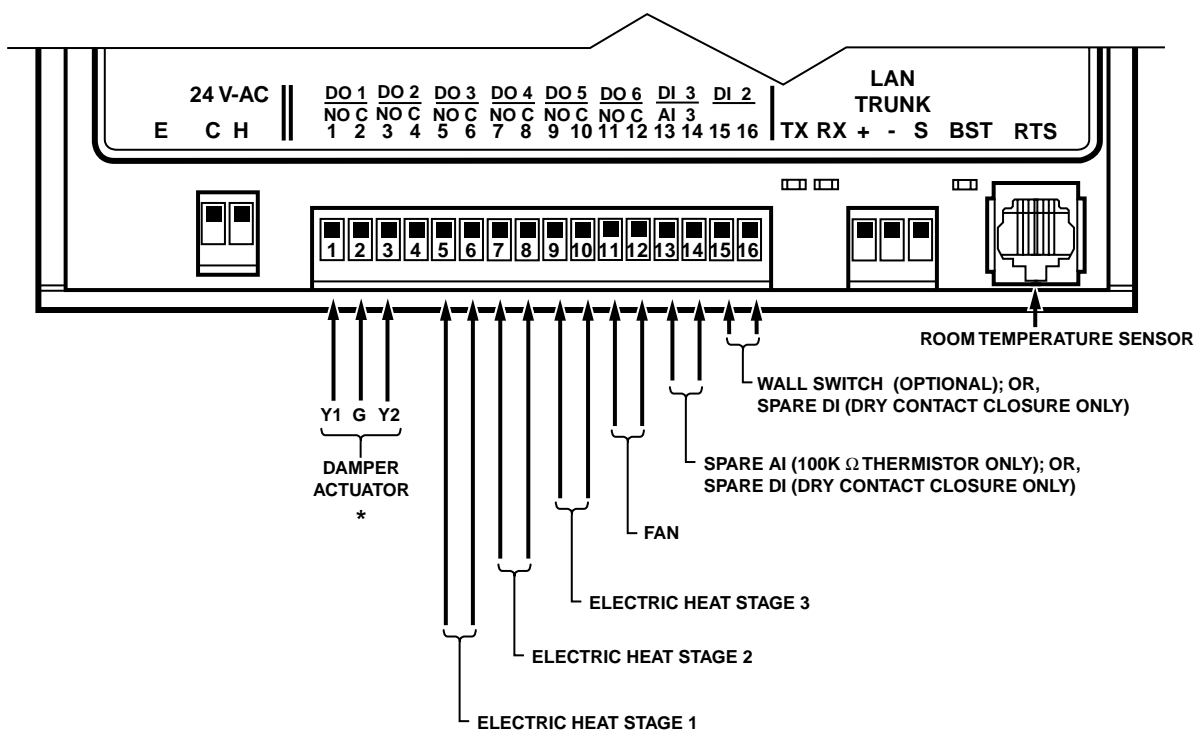 24 V-AC
E C H
DO 1 DO 2 DO 3 DO 4 DO 5 DO 6 DI 3 DI 2
NO C NO C NO C NO C NO C NO C AI 3
1 2 3 4 5 6 7 8 9 10 11 12 13 14 15 16
LAN
TRUNK
TX RX + - S BST RTS
1 2 3 4 5 6 7 8 9 10 11 12 13 14 15 16
ROOM TEMPERATURE SENSOR
WALL SWITCH (OPTIONAL); OR,
SPARE DI (DRY CONTACT CLOSURE ONLY)
Y1 G Y2
DAMPER
ACTUATOR
*
SPARE AI (100K Ω THERMISTOR ONLY); OR,
SPARE DI (DRY CONTACT CLOSURE ONLY)
FAN
ELECTRIC HEAT STAGE 3
ELECTRIC HEAT STAGE 2
ELECTRIC HEAT STAGE 1